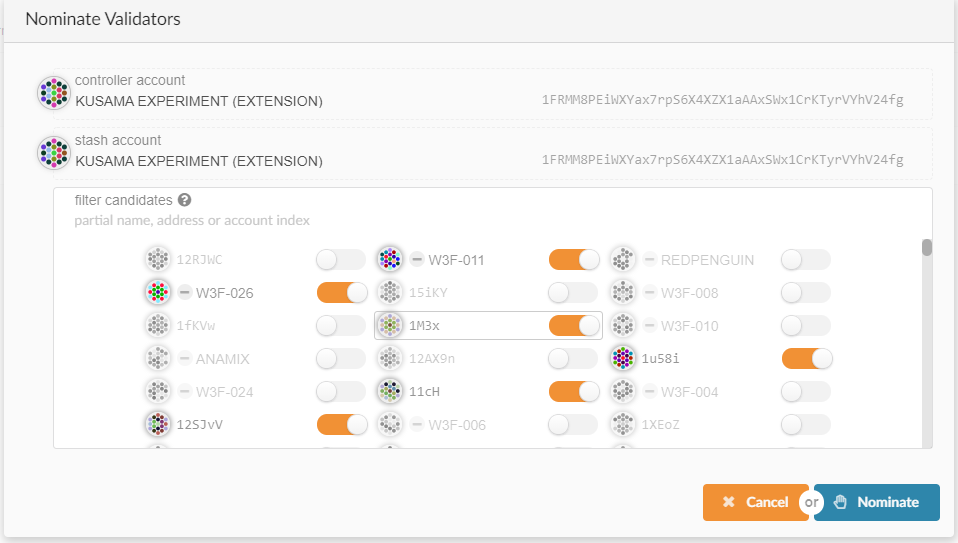 Nominate Validators
controller account
KUSAMA EXPERIMENT (EXTENSION) 1FRMM8PEiWXYax7rpS6X4XZX1aAAxSWx1CrKTyrVYhV24fg
stash account
KUSAMA EXPERIMENT (EXTENSION) 1FRMM8PEiWXYax7rpS6X4XZX1aAAxSWx1CrKTyrVYhV24fg
filter candidates ?
partial name, address or account index
12RJWC W3F-011 REDPENGUIN
W3F-026 15iKY W3F-008
1fKVw 1M3x W3F-010
ANAMIX 12AX9n 1u58i
W3F-024 11cH W3F-004
12SJvV W3F-006 1XEoZ
Cancel or Nominate